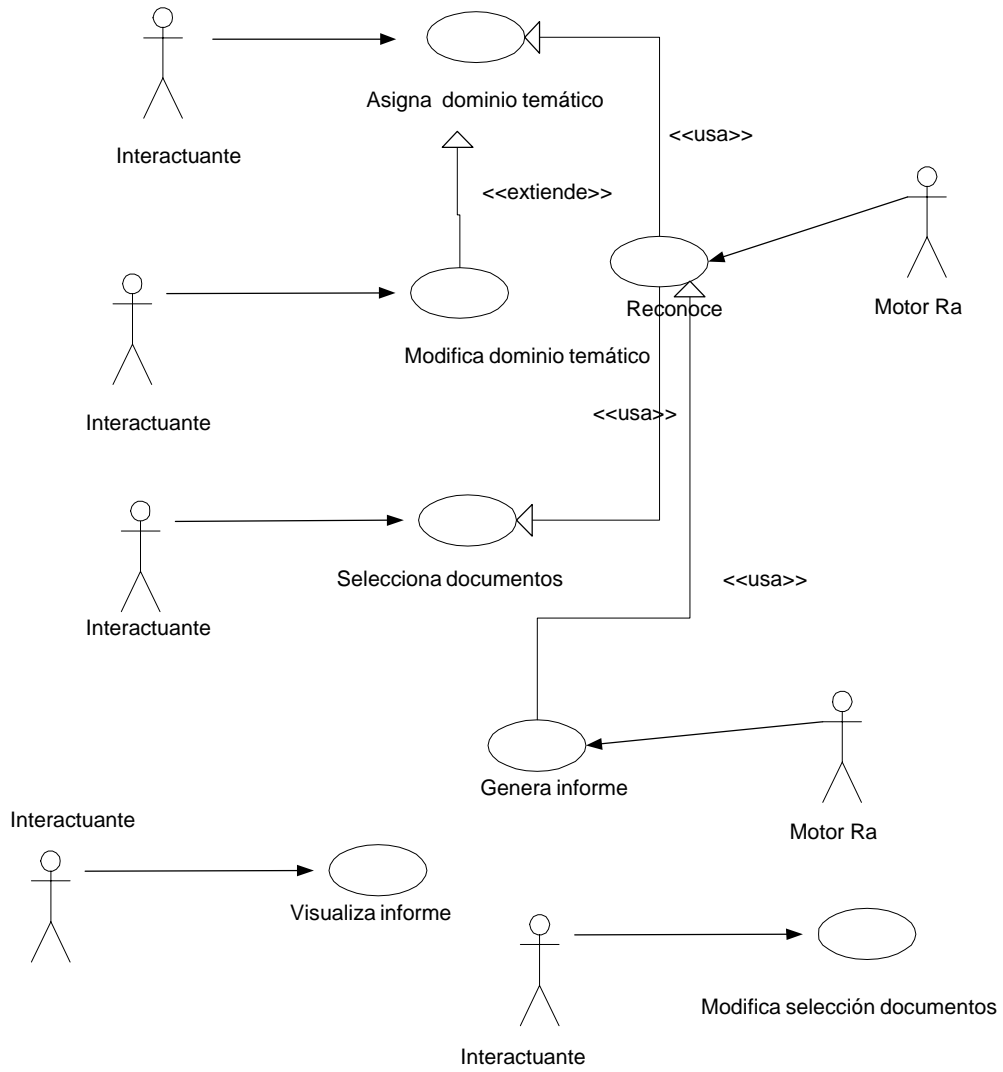 Asigna dominio temático
Interactuante
<<usa>>
<<extiende>>
Reconoce
Motor Ra
Modifica dominio temático
Interactuante
<<usa>>
Selecciona documentos
<<usa>>
Interactuante
Genera informe
Interactuante
Motor Ra
Visualiza informe
Modifica selección documentos
Interactuante